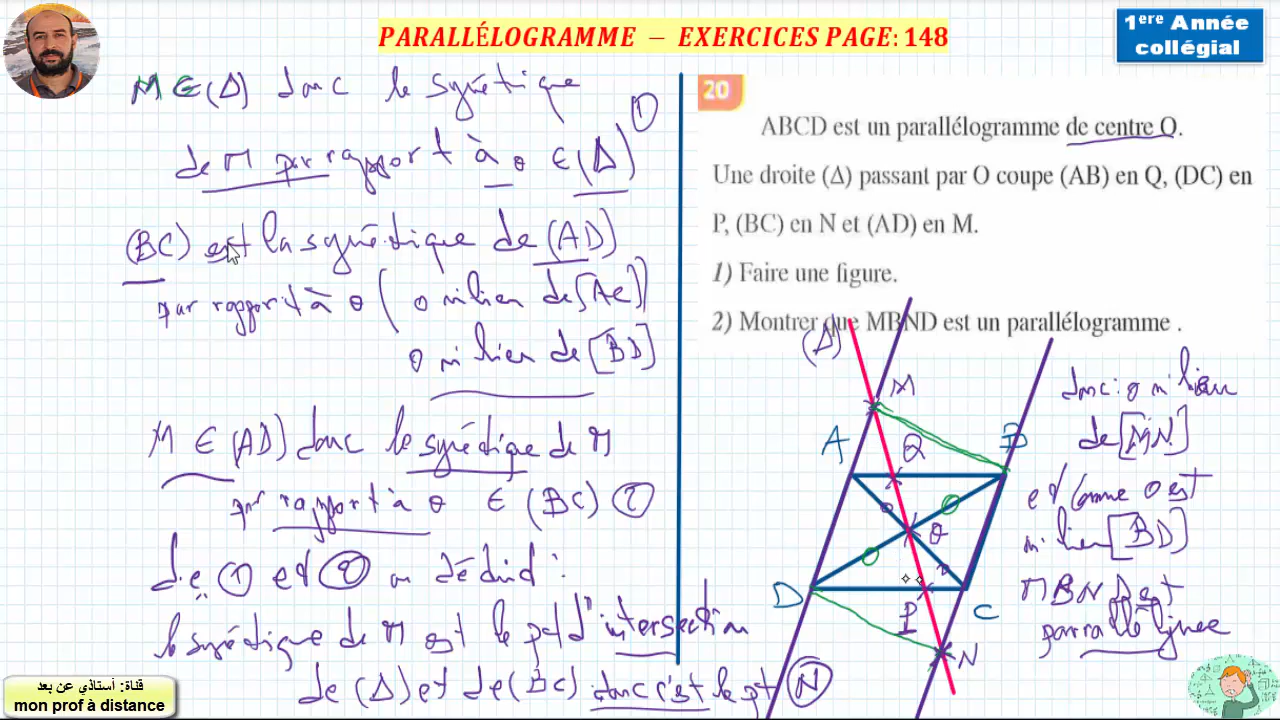 PARALLÉLOGRAMME − EXERCICES PAGE: 148
1ere Année
collégial
M ∈ (Δ) donc le symétrique
de M par rapport à O ∈ (Δ) ①
(BC) est la symétrique de (AD)
par rapport à O ( O milieu de [AC]
O milieu de [BD]
M ∈ (AD) donc le symétrique de M
par rapport à O ∈ (BC) ②
de ① et ② on déduit :
le symétrique de M est le pt d'intersection
de (Δ) et de (BC) donc c'est le pt N
20
ABCD est un parallélogramme de centre O.
Une droite (Δ) passant par O coupe (AB) en Q, (DC) en
P, (BC) en N et (AD) en M.
1) Faire une figure.
2) Montrer que MBND est un parallélogramme .
(Δ)
M
A
Q
B
O
D
P
C
N
donc : O milieu
de [MN]
et comme O est
milieu [BD]
MBND est
قناة: أستاذي عن بعد
mon prof à distance